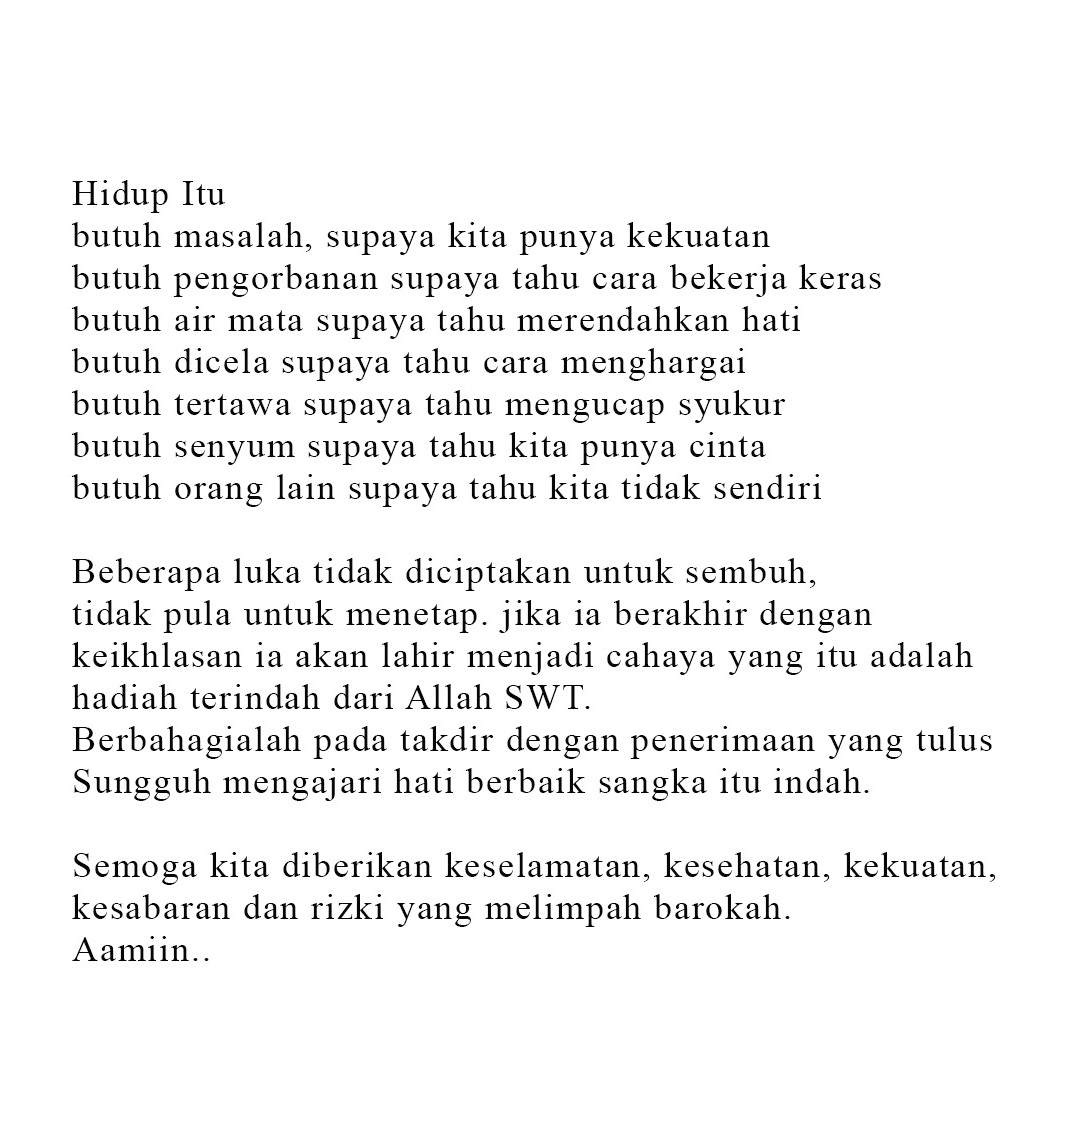 Hidup Itu
butuh masalah, supaya kita punya kekuatan
butuh pengorbanan supaya tahu cara bekerja keras
butuh air mata supaya tahu merendahkan hati
butuh dicela supaya tahu cara menghargai
butuh tertawa supaya tahu mengucap syukur
butuh senyum supaya tahu kita punya cinta
butuh orang lain supaya tahu kita tidak sendiri

Beberapa luka tidak diciptakan untuk sembuh,
tidak pula untuk menetap. jika ia berakhir dengan
keikhlasan ia akan lahir menjadi cahaya yang itu adalah
hadiah terindah dari Allah SWT.
Berbahagialah pada takdir dengan penerimaan yang tulus
Sungguh mengajari hati berbaik sangka itu indah.

Semoga kita diberikan keselamatan, kesehatan, kekuatan,
kesabaran dan rizki yang melimpah barokah.
Aamiin..